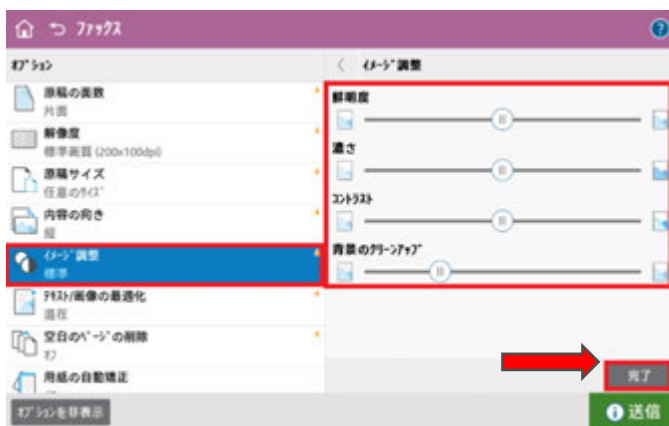 ファックス
オプション
原稿の面数
片面
解像度
標準画質 (200x100dpi)
原稿サイズ
任意のサイズ
内容の向き
縦
イメージ調整
標準
テキスト/画像の最適化
混在
空白のページの削除
オフ
用紙の自動矯正
オプションを非表示
イメージ調整
鮮明度
濃さ
コントラスト
背景のクリーンアップ
完了
送信